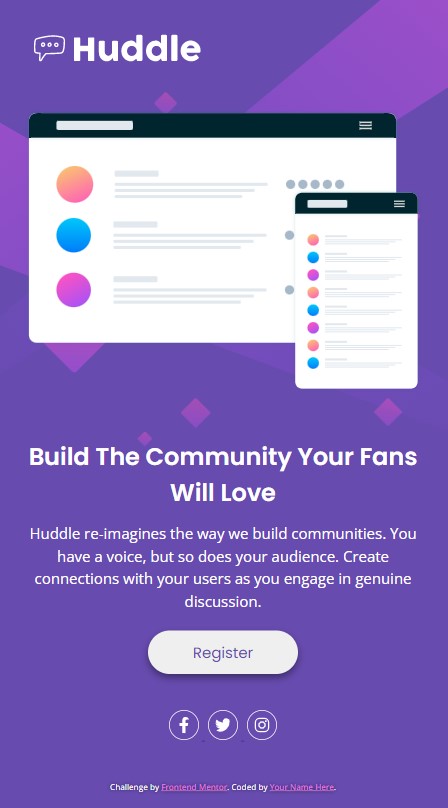 Huddle
Build The Community Your Fans
Will Love
Huddle re-imagines the way we build communities. You
have a voice, but so does your audience. Create
connections with your users as you engage in genuine
discussion.
Register
Challenge by Frontend Mentor. Coded by Your Name Here.